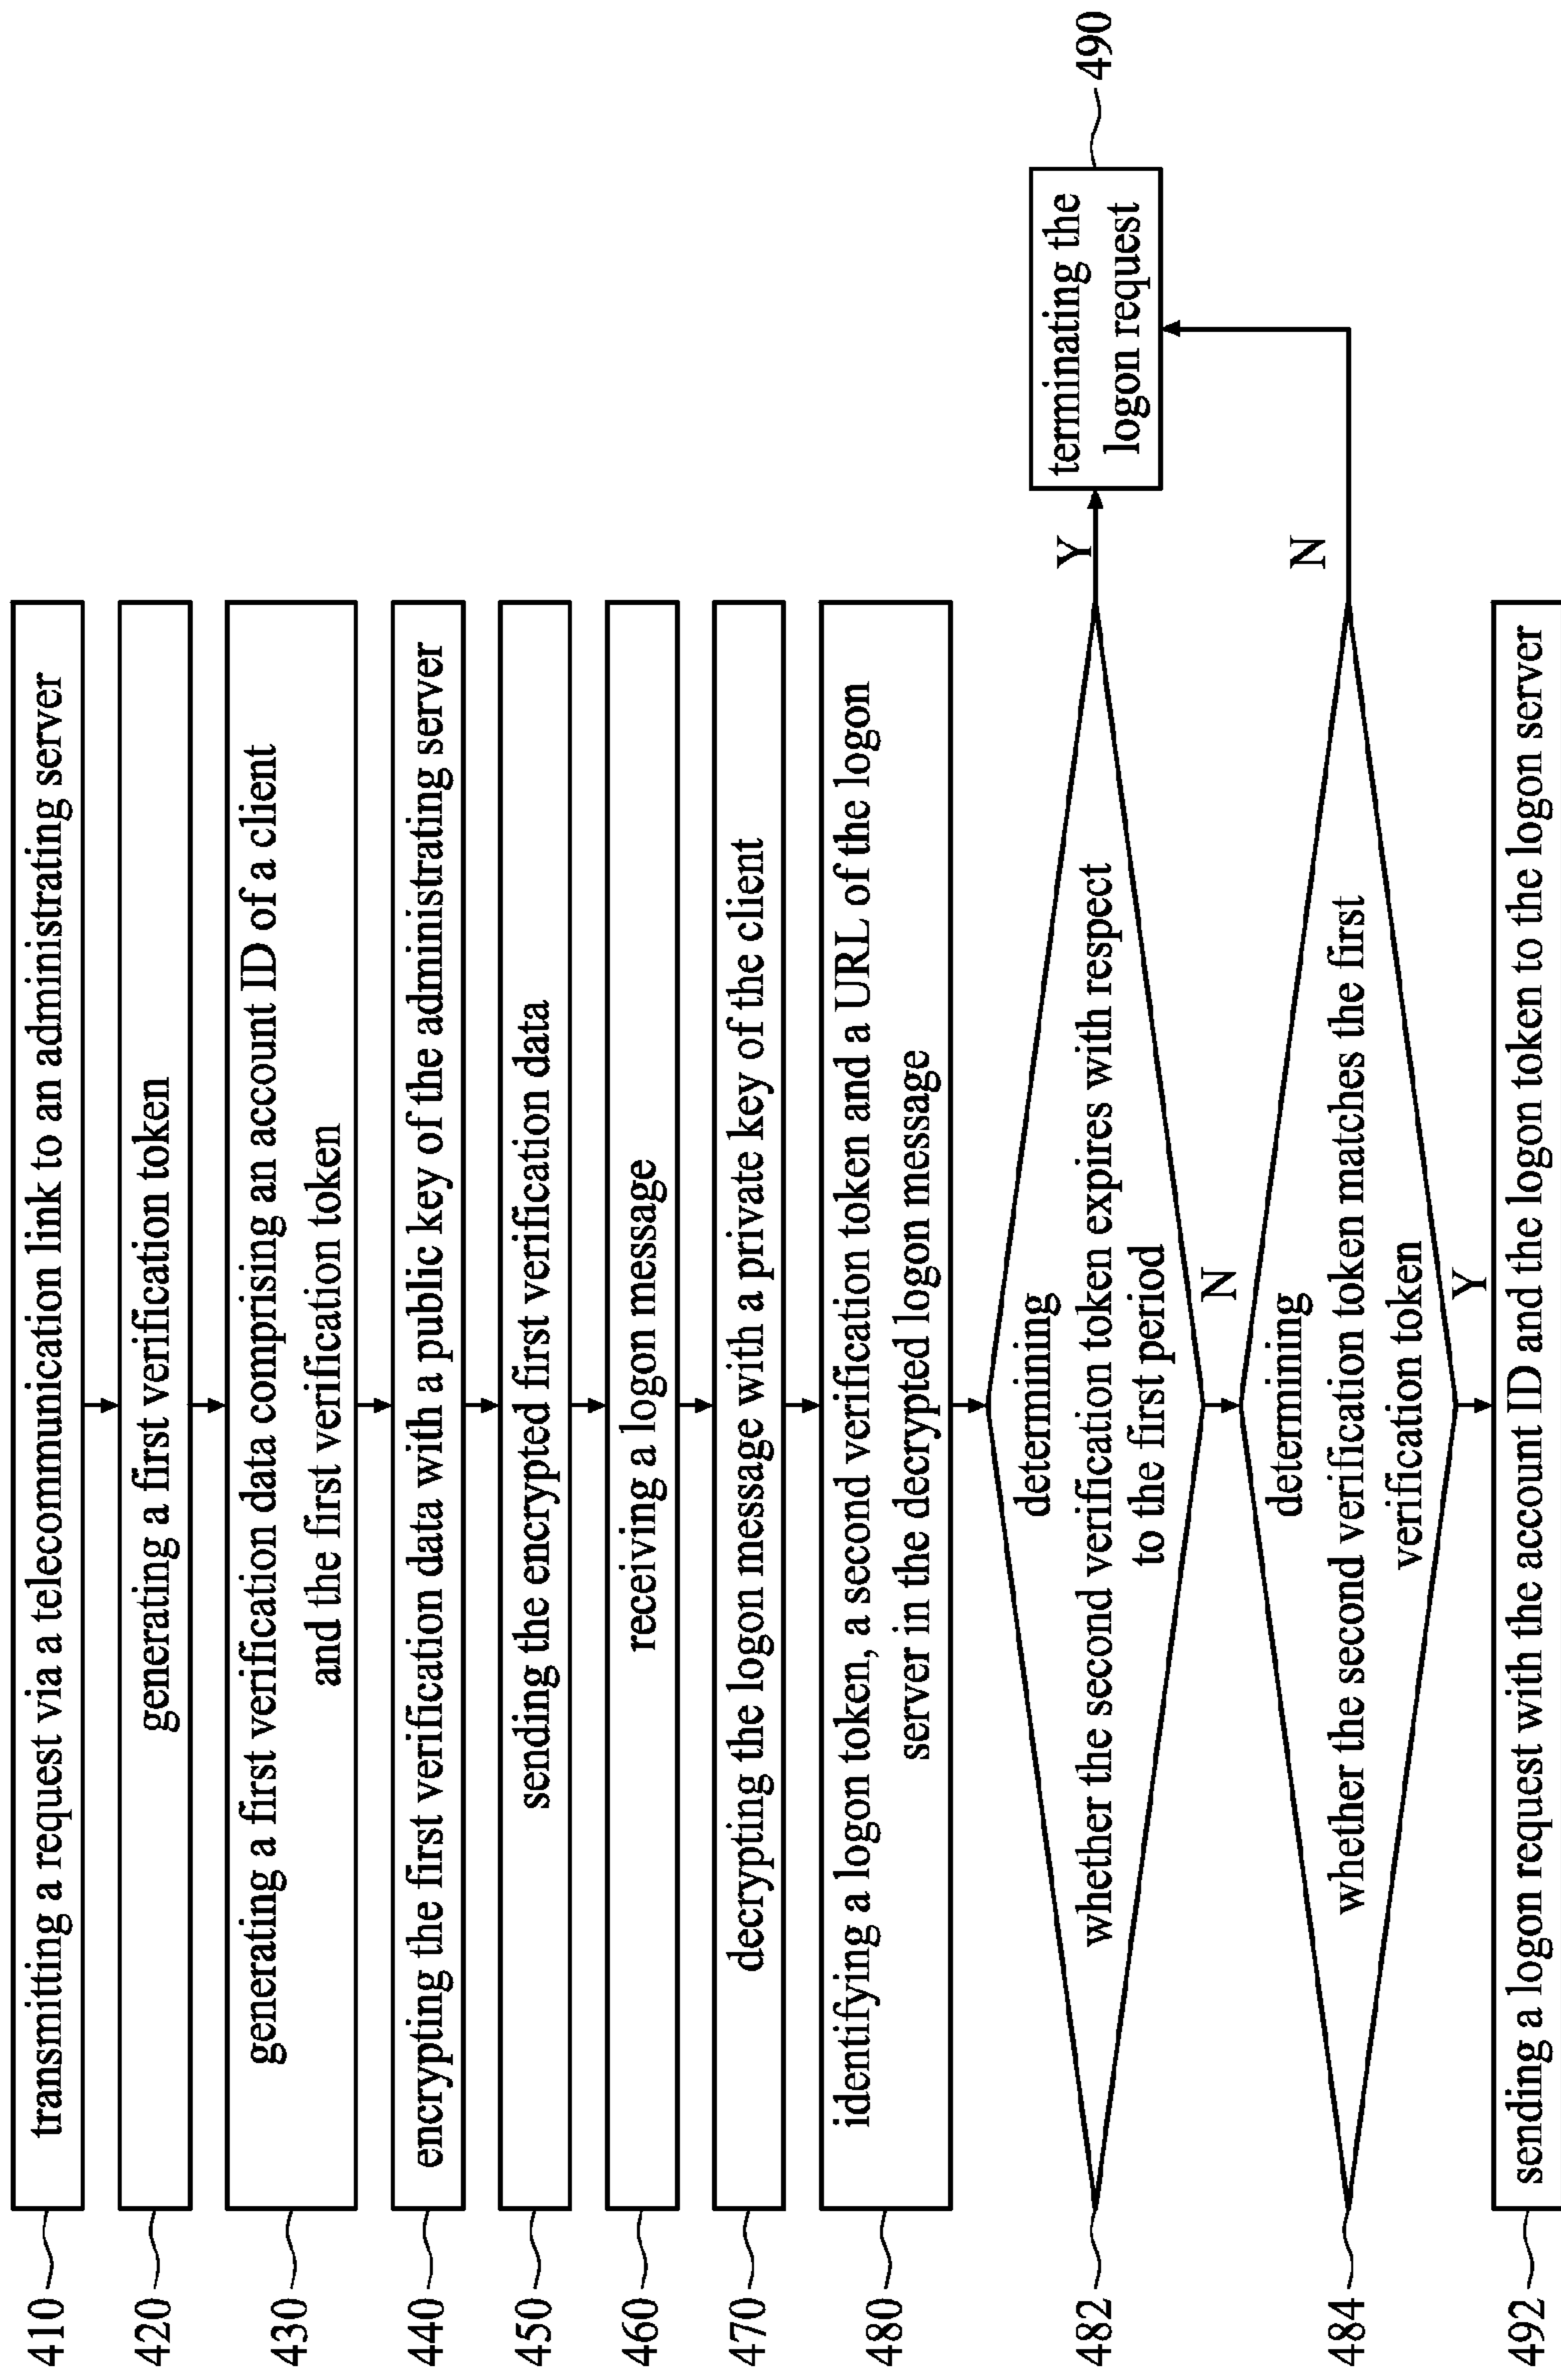 410
transmitting a request via a telecommunication link to an administrating server
420
generating a first verification token
430
generating a first verification data comprising an account ID of a client
and the first verification token
440
encrypting the first verification data with a public key of the administrating server
450
sending the encrypted first verification data
460
receiving a logon message
470
decrypting the logon message with a private key of the client
480
identifying a logon token, a second verification token and a URL of the logon
server in the decrypted logon message
482
determining
whether the second verification token expires with respect
to the first period
Y
N
terminating the
logon request
490
484
determining
whether the second verification token matches the first
verification token
N
Y
492
sending a logon request with the account ID and the logon token to the logon server